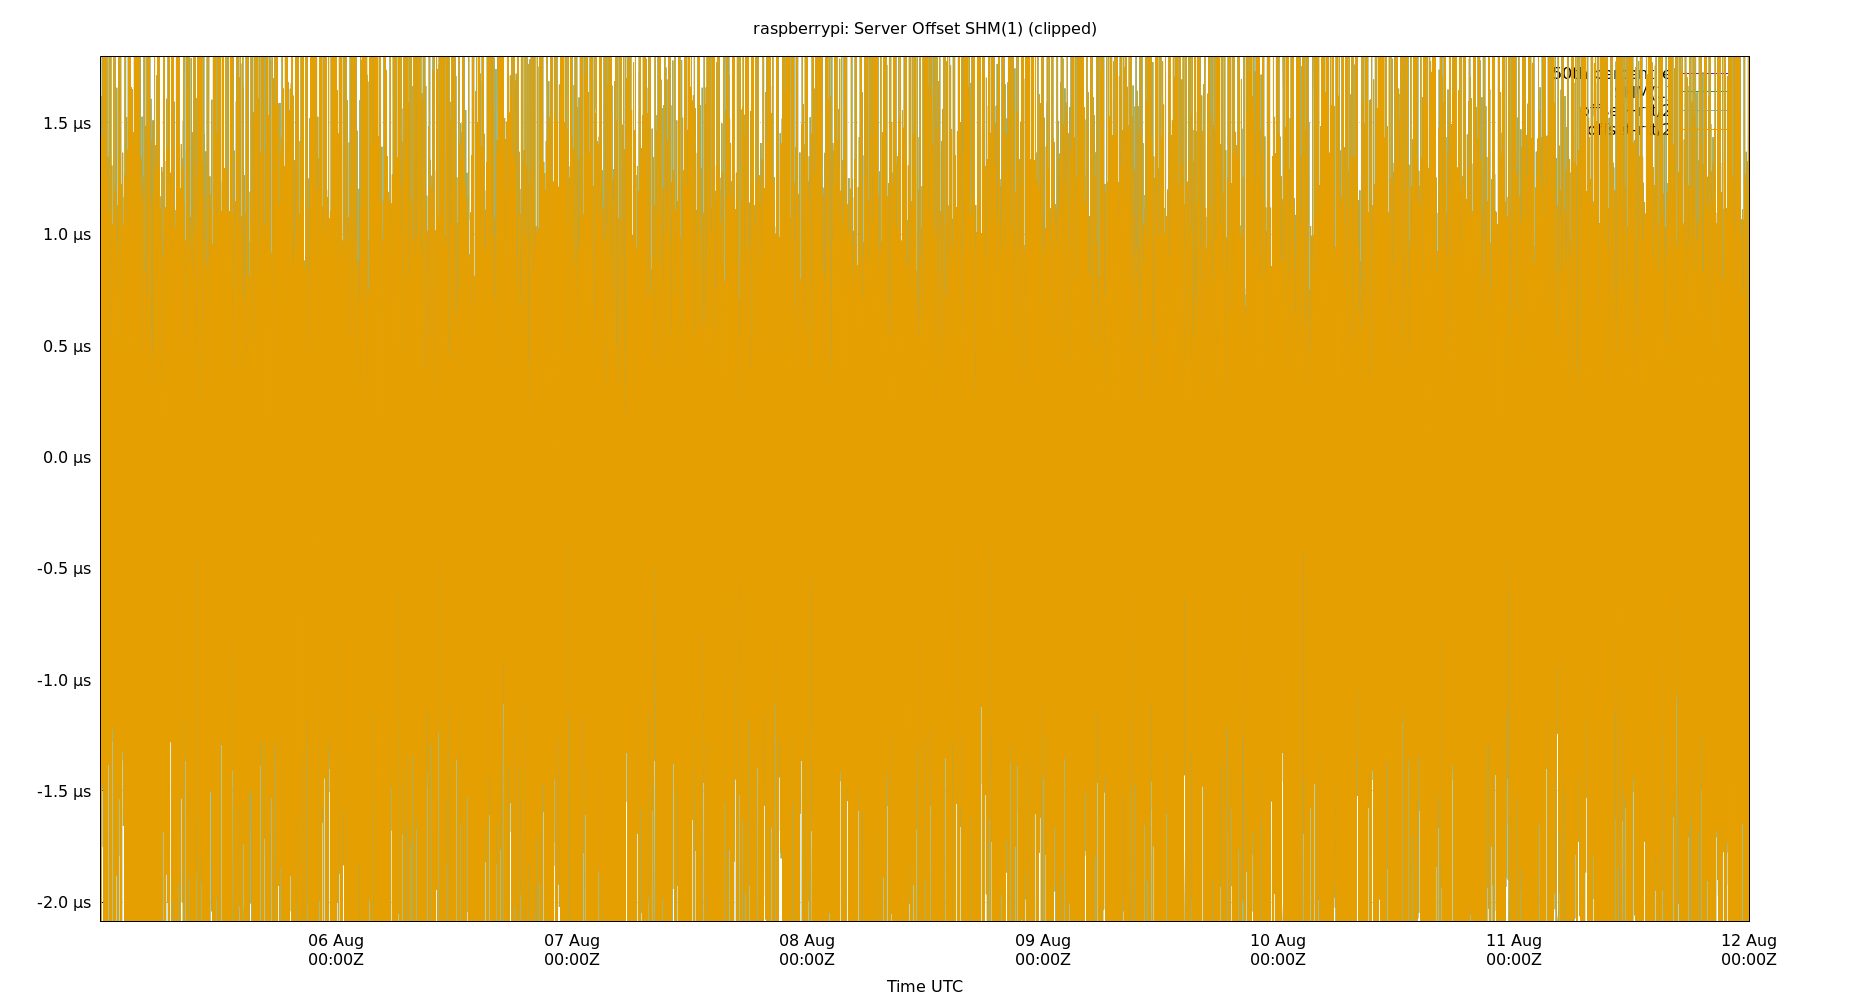 raspberrypi: Server Offset SHM(1) (clipped)
1.5 µs
1.0 µs
0.5 µs
0.0 µs
-0.5 µs
-1.0 µs
-1.5 µs
-2.0 µs
06 Aug
00:00Z
07 Aug
00:00Z
08 Aug
00:00Z
09 Aug
00:00Z
10 Aug
00:00Z
11 Aug
00:00Z
12 Aug
00:00Z
Time UTC